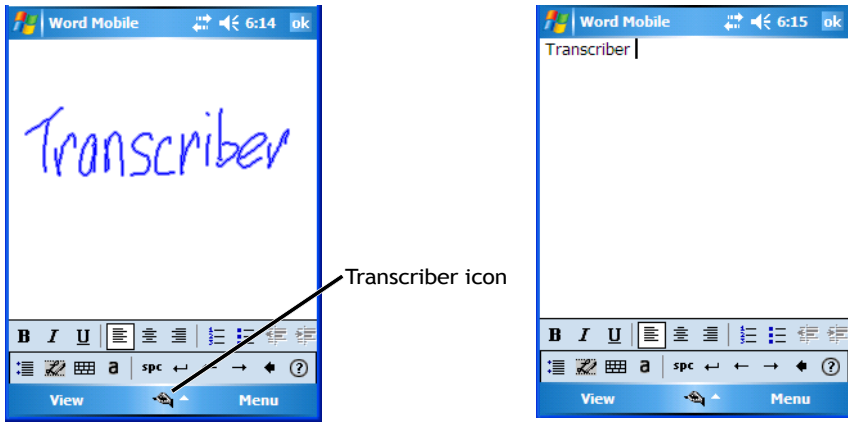 Word Mobile 6:14 ok
Transcriber
Transcriber icon
B I U
a spc
View Menu
Word Mobile 6:15 ok
Transcriber
B I U
a spc
View Menu